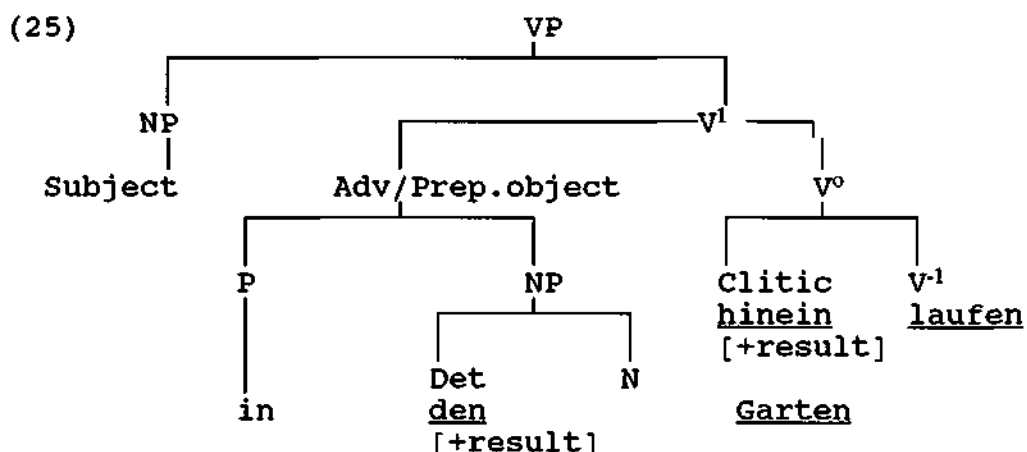 (25) VP
NP V¹
Subject Adv/Prep.object V°
P NP Clitic V⁻¹
hinein laufen
[+result]
Det N
in den Garten
[+result]